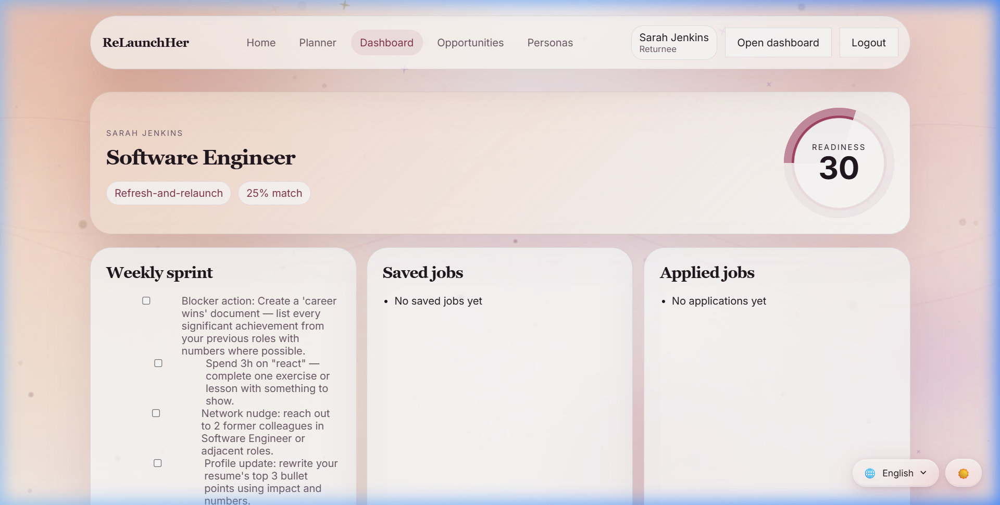 ReLaunchHer
Home
Planner
Dashboard
Opportunities
Personas
Sarah Jenkins
Returnee
Open dashboard
Logout
SARAH JENKINS
Software Engineer
Refresh-and-relaunch
25% match
READINESS
30
Weekly sprint
Blocker action: Create a 'career
wins' document — list every
significant achievement from
your previous roles with
numbers where possible.
Spend 3h on "react" —
complete one exercise or
lesson with something to
show.
Network nudge: reach out
to 2 former colleagues in
Software Engineer or
adjacent roles.
Profile update: rewrite your
resume's top 3 bullet
points using impact and
numbers.
Saved jobs
• No saved jobs yet
Applied jobs
• No applications yet
English